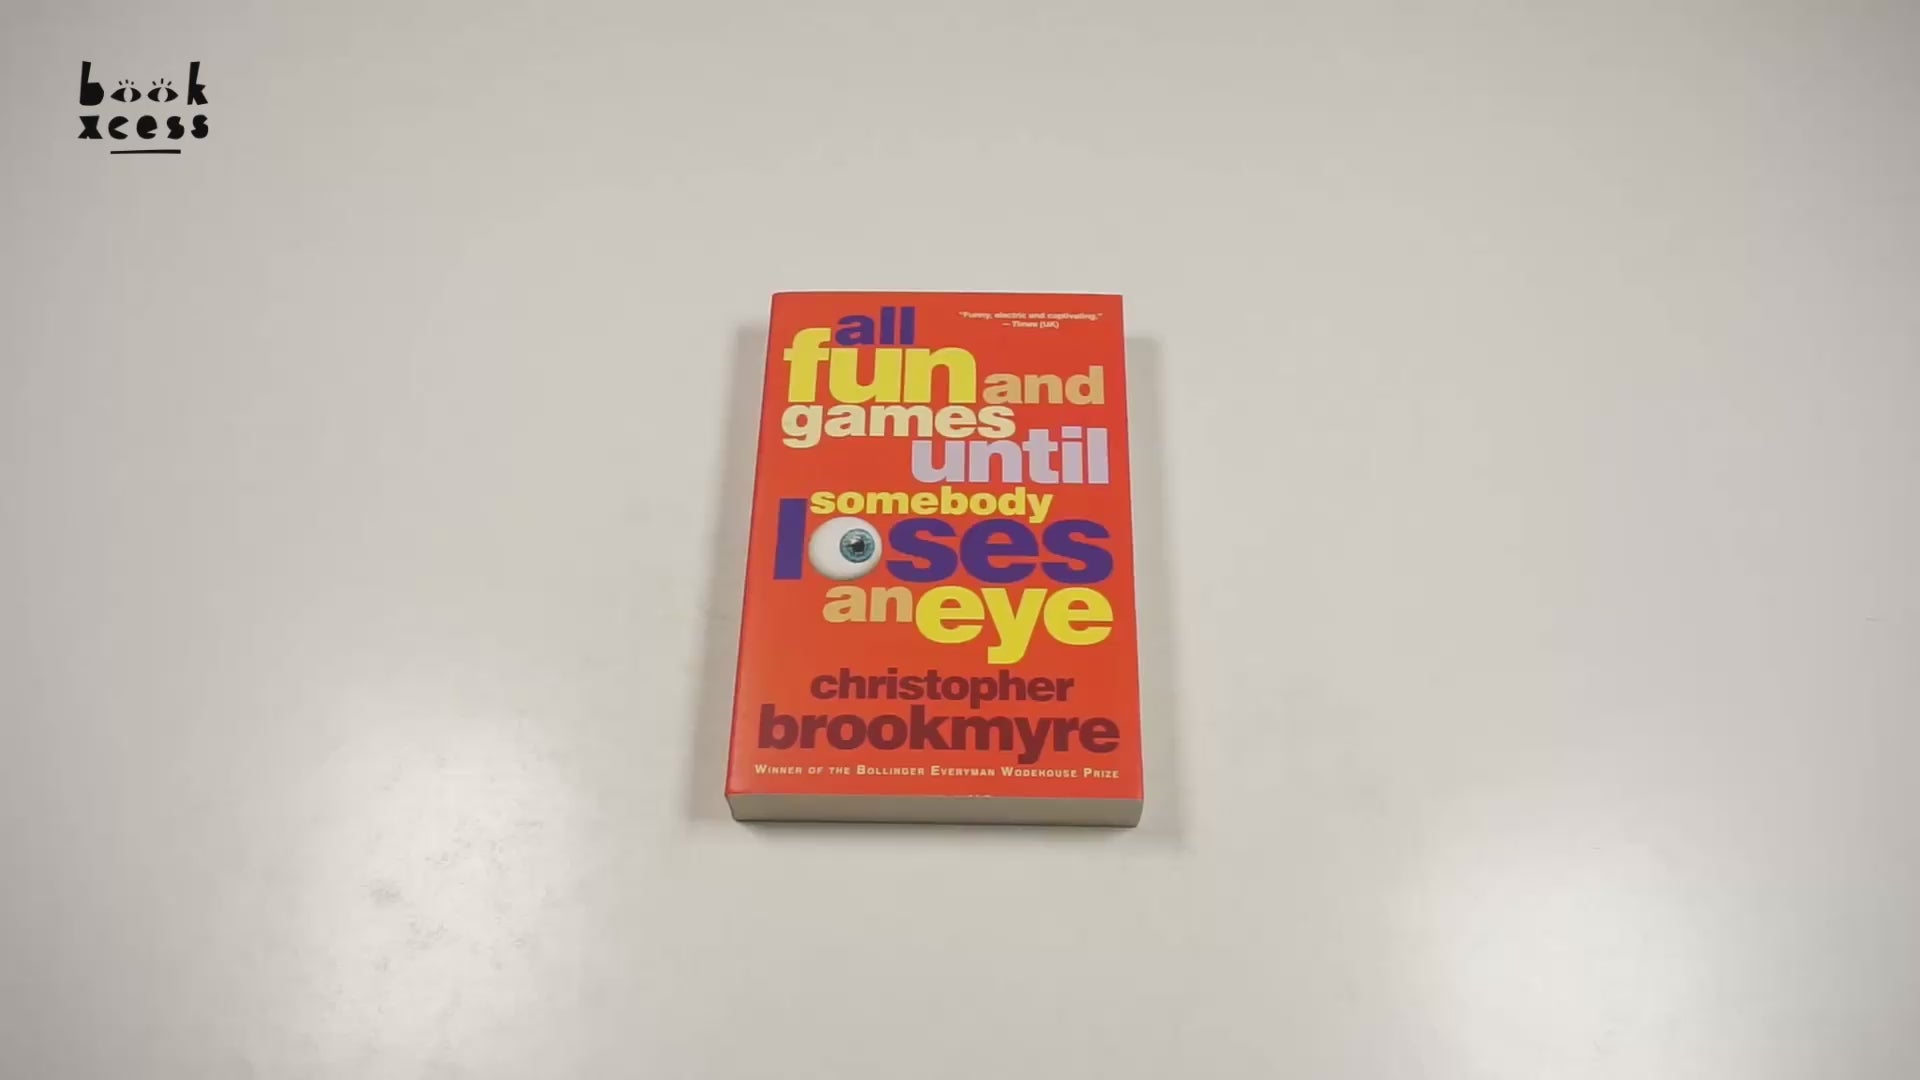 book
xcess
all
"Funny, electric and captivating."
— Times (UK)
fun and
games
until
somebody
loses
an eye
christopher
brookmyre
WINNER OF THE BOLLINGER EVERYMAN WODEHOUSE PRIZE